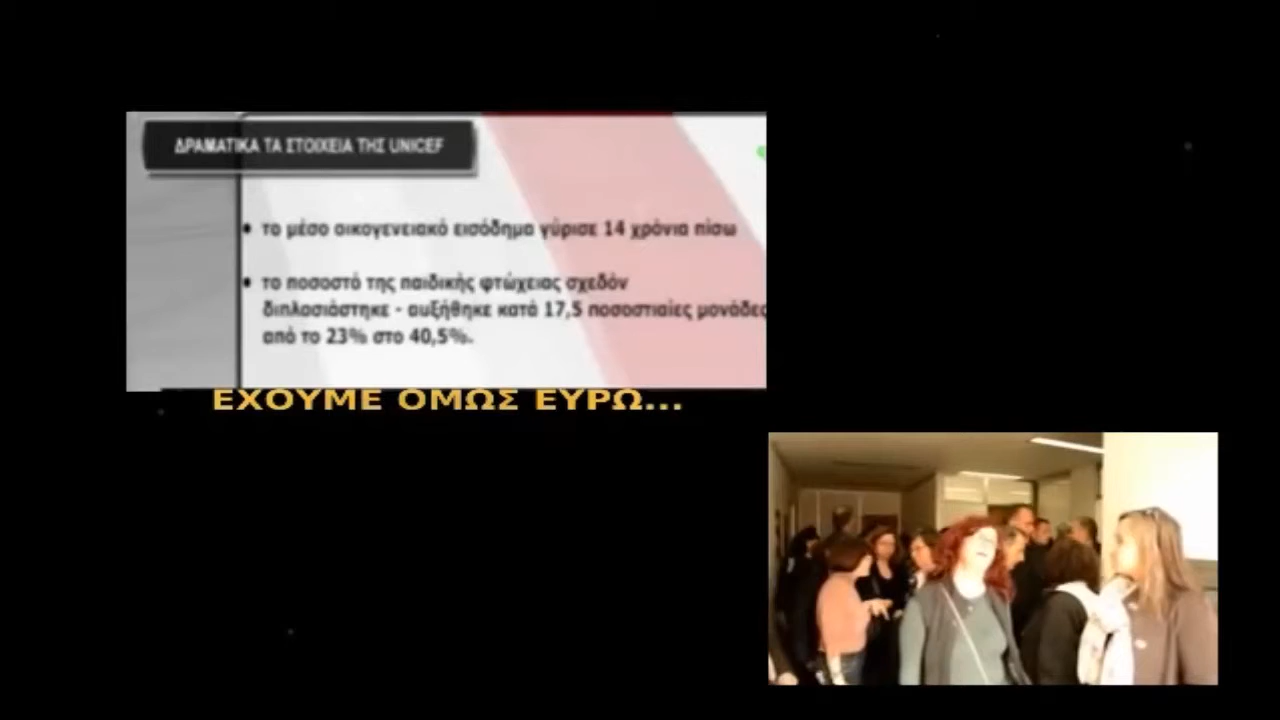 ΔΡΑΜΑΤΙΚΑ ΤΑ ΣΤΟΙΧΕΙΑ ΤΗΣ UNICEF
• το μέσο οικογενειακό εισόδημα γύρισε 14 χρόνια πίσω
• το ποσοστό της παιδικής φτώχειας σχεδόν
διπλασιάστηκε - αυξήθηκε κατά 17,5 ποσοστιαίες μονάδες
από το 23% στο 40,5%.
ΕΧΟΥΜΕ ΟΜΩΣ ΕΥΡΩ...